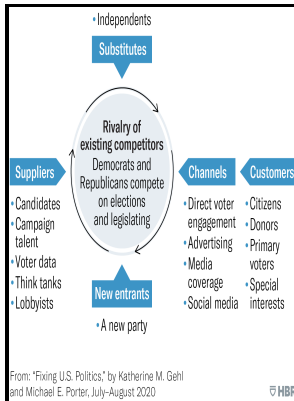 • Independents
Substitutes
Rivalry of
existing competitors
Democrats and
Republicans compete
on elections
and legislating
Suppliers
• Candidates
• Campaign
talent
• Voter data
• Think tanks
• Lobbyists
Channels
• Direct voter
engagement
• Advertising
• Media
coverage
• Social media
Customers
• Citizens
• Donors
• Primary
voters
• Special
interests
New entrants
• A new party
From: "Fixing U.S. Politics," by Katherine M. Gehl
and Michael E. Porter, July–August 2020
HBR